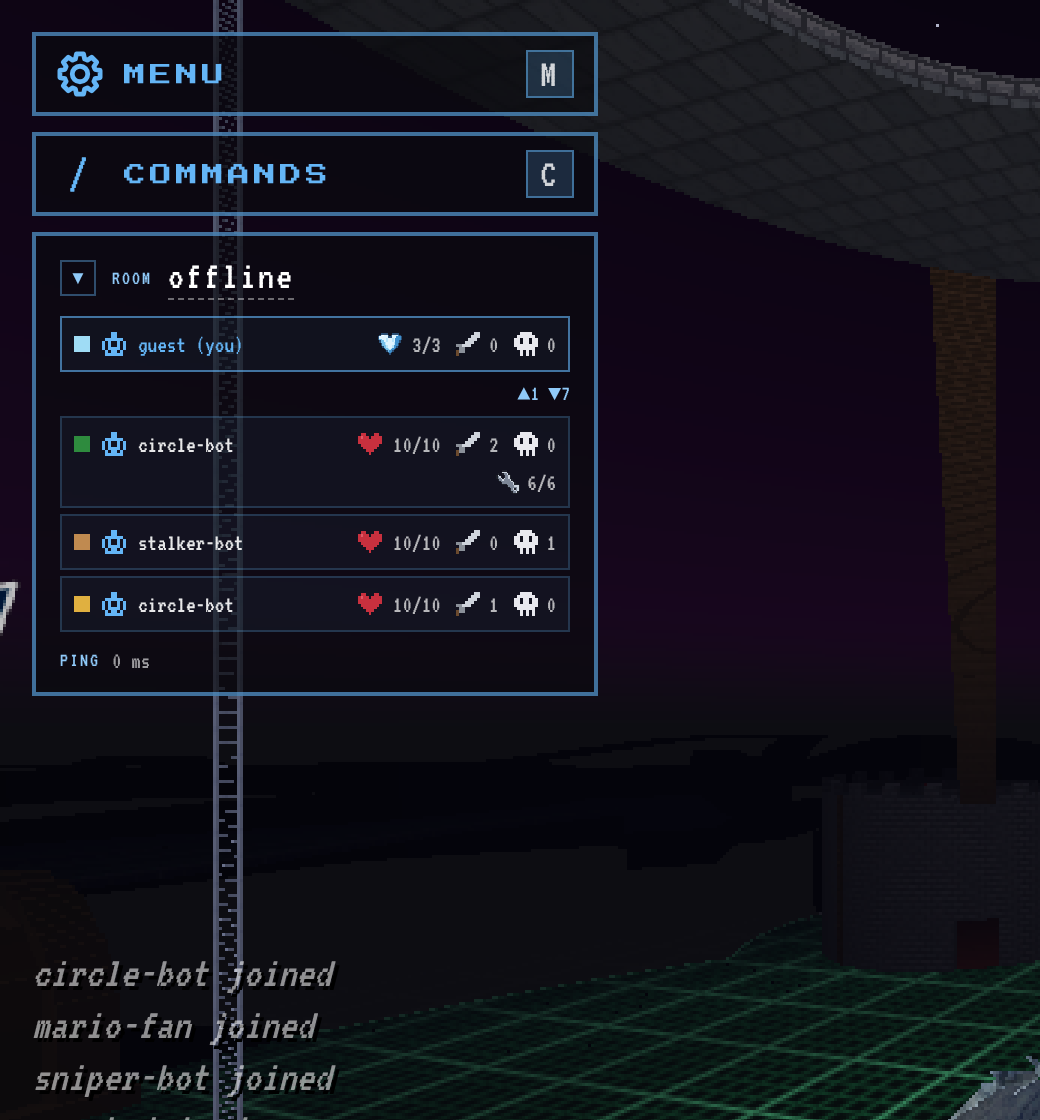 MENU M
/ COMMANDS C
▼ ROOM offline
guest (you) 3/3 0 0
▲1 ▼7
circle-bot 10/10 2 0
6/6
stalker-bot 10/10 0 1
circle-bot 10/10 1 0
PING 0 ms
circle-bot joined
mario-fan joined
sniper-bot joined